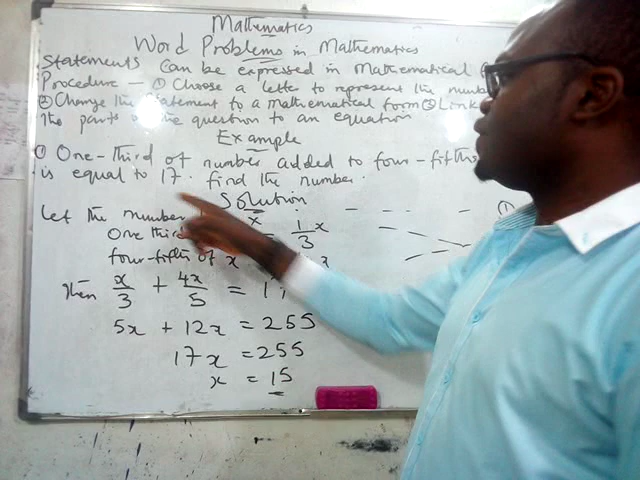 Mathematics
Word Problems in Mathematics
Statements can be expressed in Mathematical
Procedure - ① Choose a letter to represent the
② Change the statement to a mathematical form ③ Link
the parts of the question to an equation
Example
① One-third of number added to four-fifths
is equal to 17. find the number.
Solution
Let the number x - - - ①
One third = 1/3 x
four-fifths of x x
Then x/3 + 4x/5 = 17
5x + 12x = 255
17x = 255
x = 15